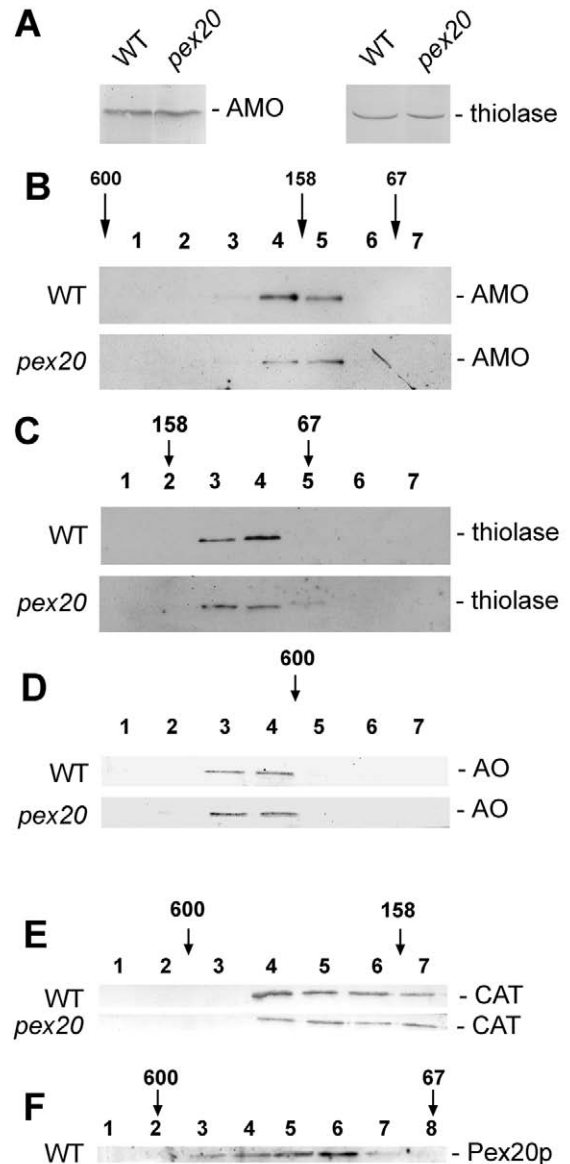 A
WT pex20 - AMO WT pex20 - thiolase
B
600 158 67
1 2 3 4 5 6 7
WT - AMO
pex20 - AMO
C
158 67
1 2 3 4 5 6 7
WT - thiolase
pex20 - thiolase
D
600
1 2 3 4 5 6 7
WT - AO
pex20 - AO
E
600 158
1 2 3 4 5 6 7
WT - CAT
pex20 - CAT
F
600 67
1 2 3 4 5 6 7 8
WT - Pex20p